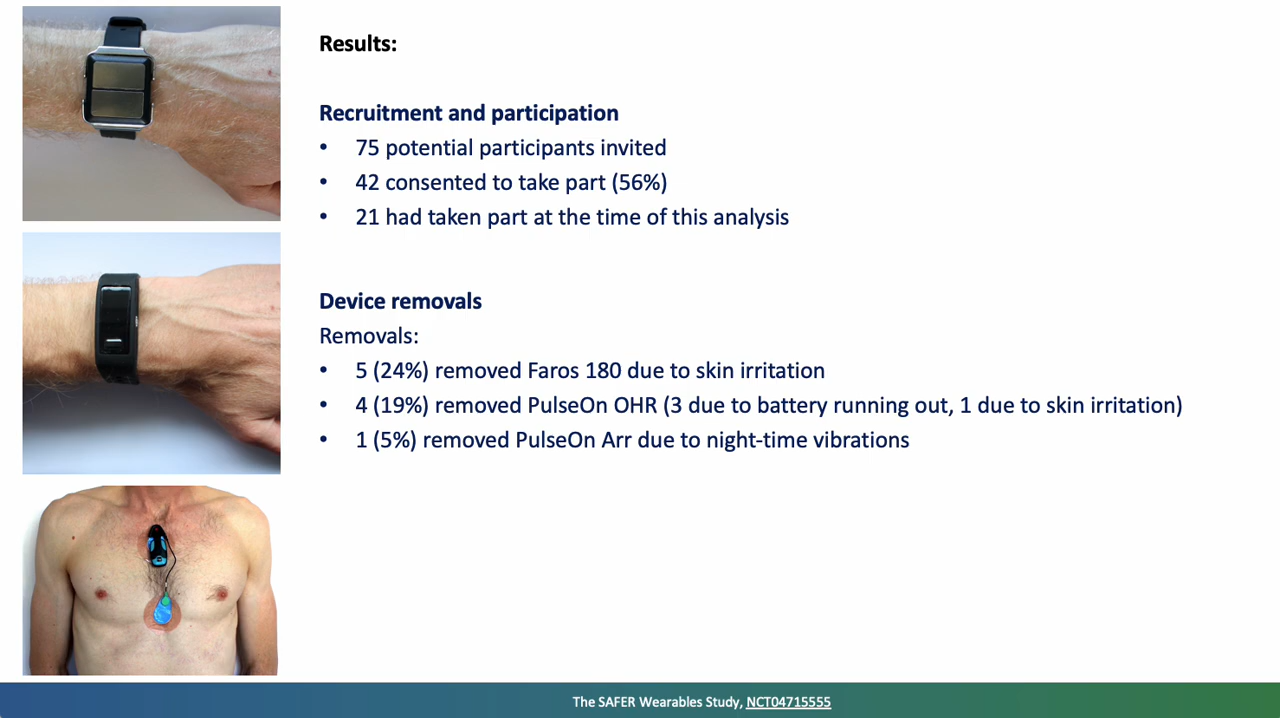 Results:
Recruitment and participation
• 75 potential participants invited
• 42 consented to take part (56%)
• 21 had taken part at the time of this analysis
Device removals
Removals:
• 5 (24%) removed Faros 180 due to skin irritation
• 4 (19%) removed PulseOn OHR (3 due to battery running out, 1 due to skin irritation)
• 1 (5%) removed PulseOn Arr due to night-time vibrations
The SAFER Wearables Study, NCT04715555